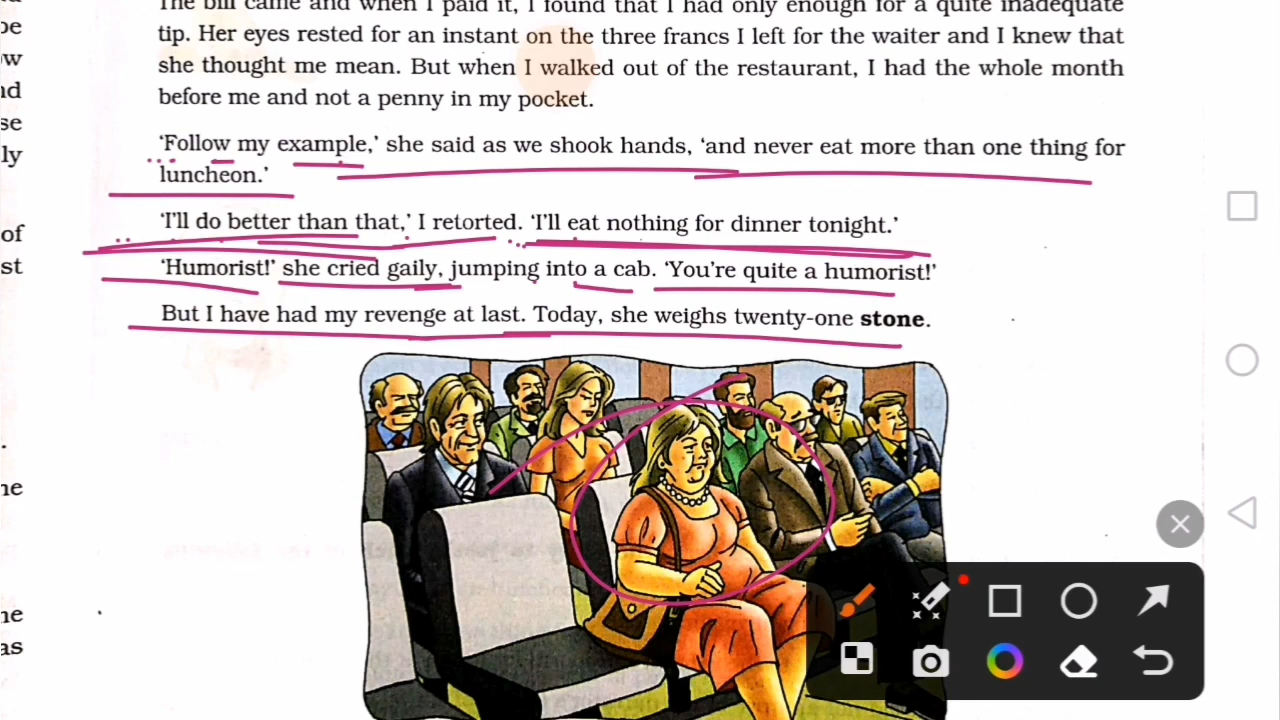 The bill came and when I paid it, I found that I had only enough for a quite inadequate
tip. Her eyes rested for an instant on the three francs I left for the waiter and I knew that
she thought me mean. But when I walked out of the restaurant, I had the whole month
before me and not a penny in my pocket.
‘Follow my example,’ she said as we shook hands, ‘and never eat more than one thing for
luncheon.’
‘I’ll do better than that,’ I retorted. ‘I’ll eat nothing for dinner tonight.’
‘Humorist!’ she cried gaily, jumping into a cab. ‘You’re quite a humorist!’
But I have had my revenge at last. Today, she weighs twenty-one stone.